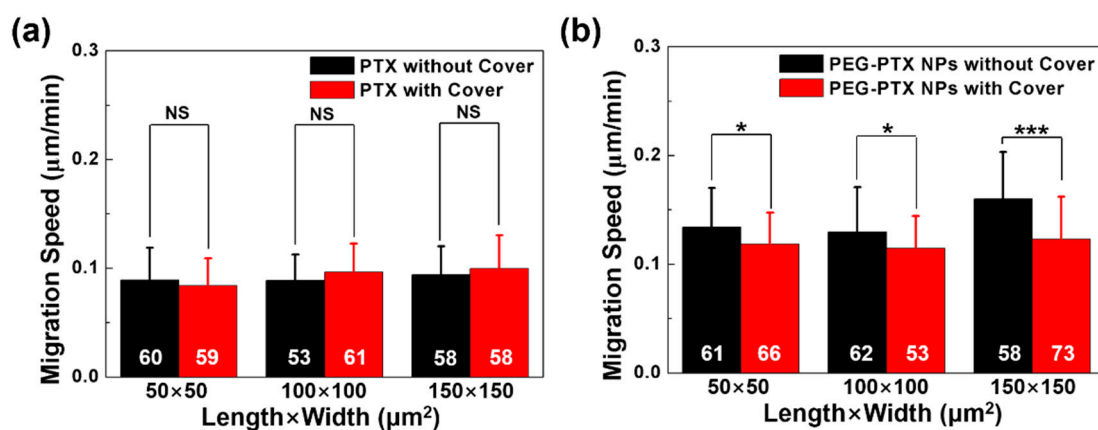 (a)
Migration Speed (μm/min)
0.3
0.2
0.1
0.0
PTX without Cover
PTX with Cover
NS
NS
NS
60
59
53
61
58
58
50×50
100×100
150×150
Length×Width (μm²)
(b)
Migration Speed (μm/min)
0.3
0.2
0.1
0.0
PEG-PTX NPs without Cover
PEG-PTX NPs with Cover
*
*
***
61
66
62
53
58
73
50×50
100×100
150×150
Length×Width (μm²)